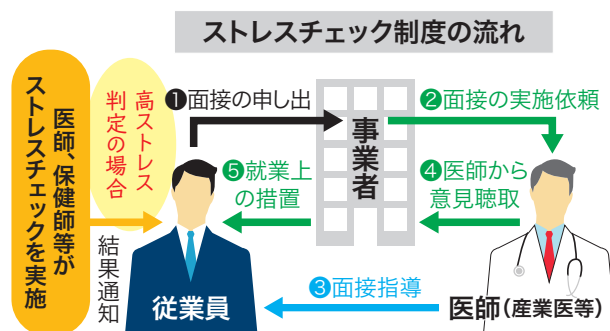 ストレスチェック制度の流れ
医師、保健師等が
ストレスチェックを実施
高ストレス
判定の場合
結果通知
❶面接の申し出
事業者
❷面接の実施依頼
❺就業上
の措置
❹医師から
意見聴取
❸面接指導
従業員
医師(産業医等)